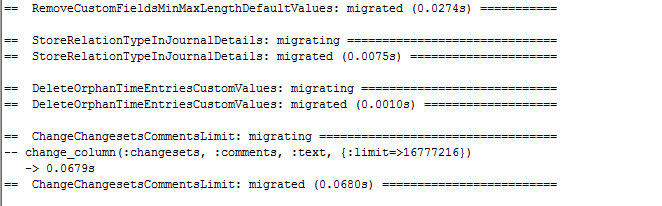 ==  RemoveCustomFieldsMinMaxLengthDefaultValues: migrated (0.0274s) ===========
==  StoreRelationTypeInJournalDetails: migrating ==============================
==  StoreRelationTypeInJournalDetails: migrated (0.0075s) =====================
==  DeleteOrphanTimeEntriesCustomValues: migrating ============================
==  DeleteOrphanTimeEntriesCustomValues: migrated (0.0010s) ===================
==  ChangeChangesetsCommentsLimit: migrating ==================================
-- change_column(:changesets, :comments, :text, {:limit=>16777216})
   -> 0.0679s
==  ChangeChangesetsCommentsLimit: migrated (0.0680s) =========================